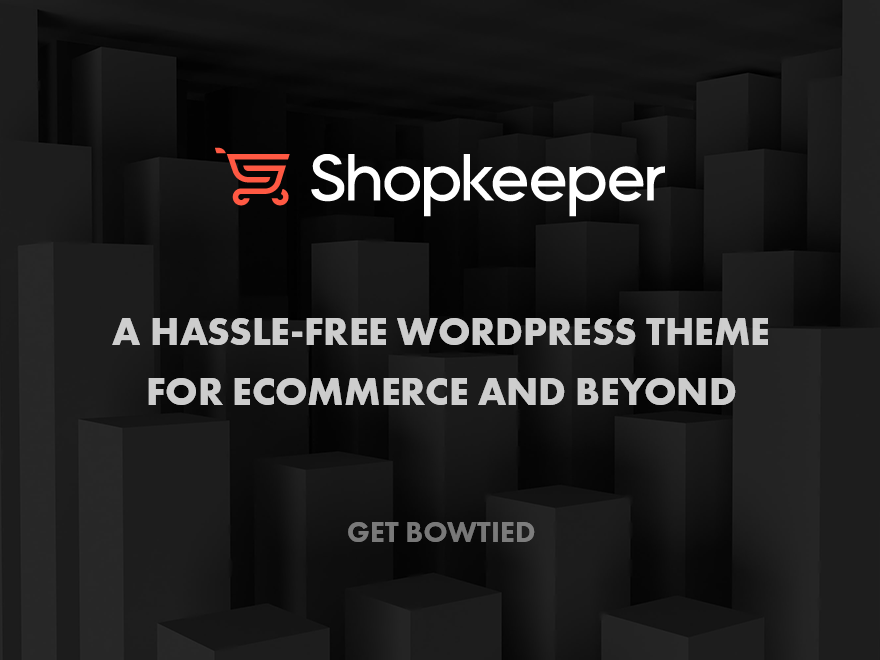 Shopkeeper
A HASSLE-FREE WORDPRESS THEME
FOR ECOMMERCE AND BEYOND
GET BOWTIED